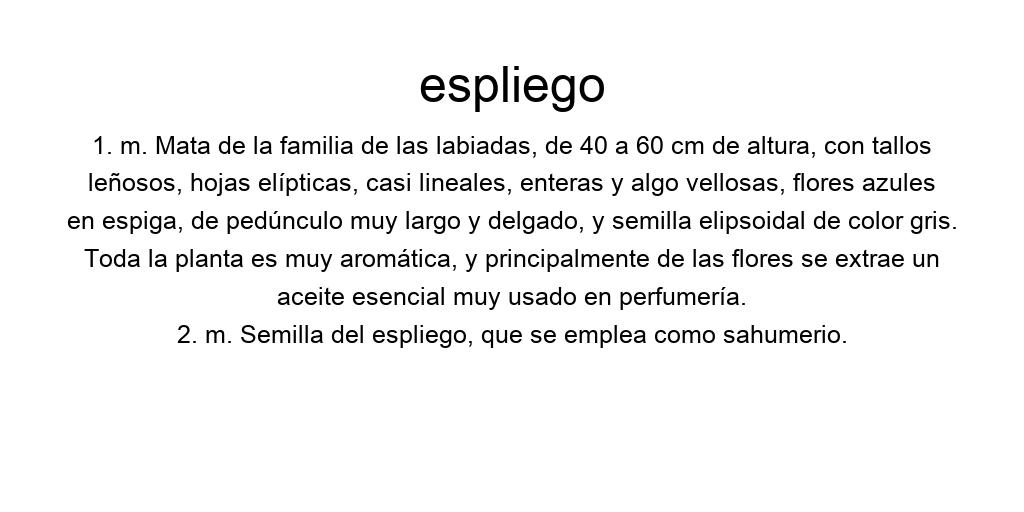 espliego
1. m. Mata de la familia de las labiadas, de 40 a 60 cm de altura, con tallos
leñosos, hojas elípticas, casi lineales, enteras y algo vellosas, flores azules
en espiga, de pedúnculo muy largo y delgado, y semilla elipsoidal de color gris.
Toda la planta es muy aromática, y principalmente de las flores se extrae un
aceite esencial muy usado en perfumería.
2. m. Semilla del espliego, que se emplea como sahumerio.